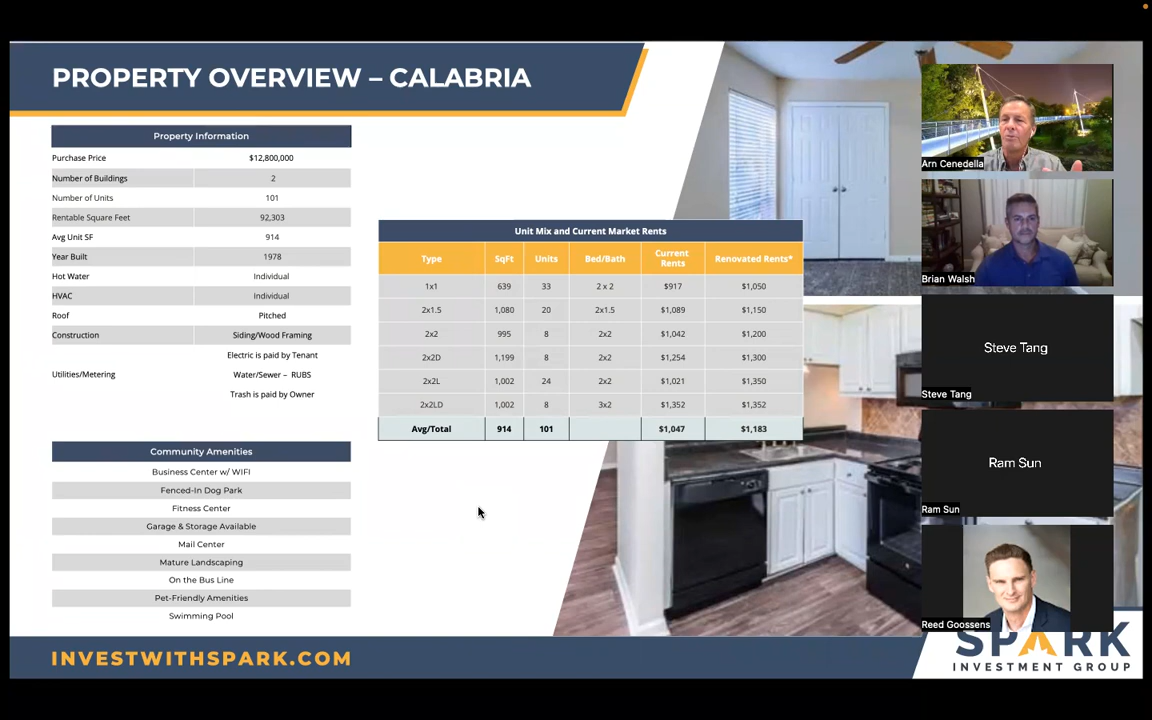 PROPERTY OVERVIEW – CALABRIA
Property Information
Purchase Price $12,800,000
Number of Buildings 2
Number of Units 101
Rentable Square Feet 92,303
Avg Unit SF 914
Year Built 1978
Hot Water Individual
HVAC Individual
Roof Pitched
Construction Siding/Wood Framing
Electric is paid by Tenant
Utilities/Metering Water/Sewer – RUBS
Trash is paid by Owner
Community Amenities
Business Center w/ WIFI
Fenced-In Dog Park
Fitness Center
Garage & Storage Available
Mail Center
Mature Landscaping
On the Bus Line
Pet-Friendly Amenities
Swimming Pool
Unit Mix and Current Market Rents
Type SqFt Units Bed/Bath Current Rents Renovated Rents*
1x1 639 33 2 x 2 $917 $1,050
2x1.5 1,080 20 2x1.5 $1,089 $1,150
2x2 995 8 2x2 $1,042 $1,200
2x2D 1,199 8 2x2 $1,254 $1,300
2x2L 1,002 24 2x2 $1,021 $1,350
2x2LD 1,002 8 3x2 $1,352 $1,352
Avg/Total 914 101 $1,047 $1,183
Arn Cenedella
Brian Walsh
Steve Tang
Steve Tang
Ram Sun
Ram Sun
Reed Goossens
INVESTWITHSPARK.COM
SPARK
INVESTMENT GROUP